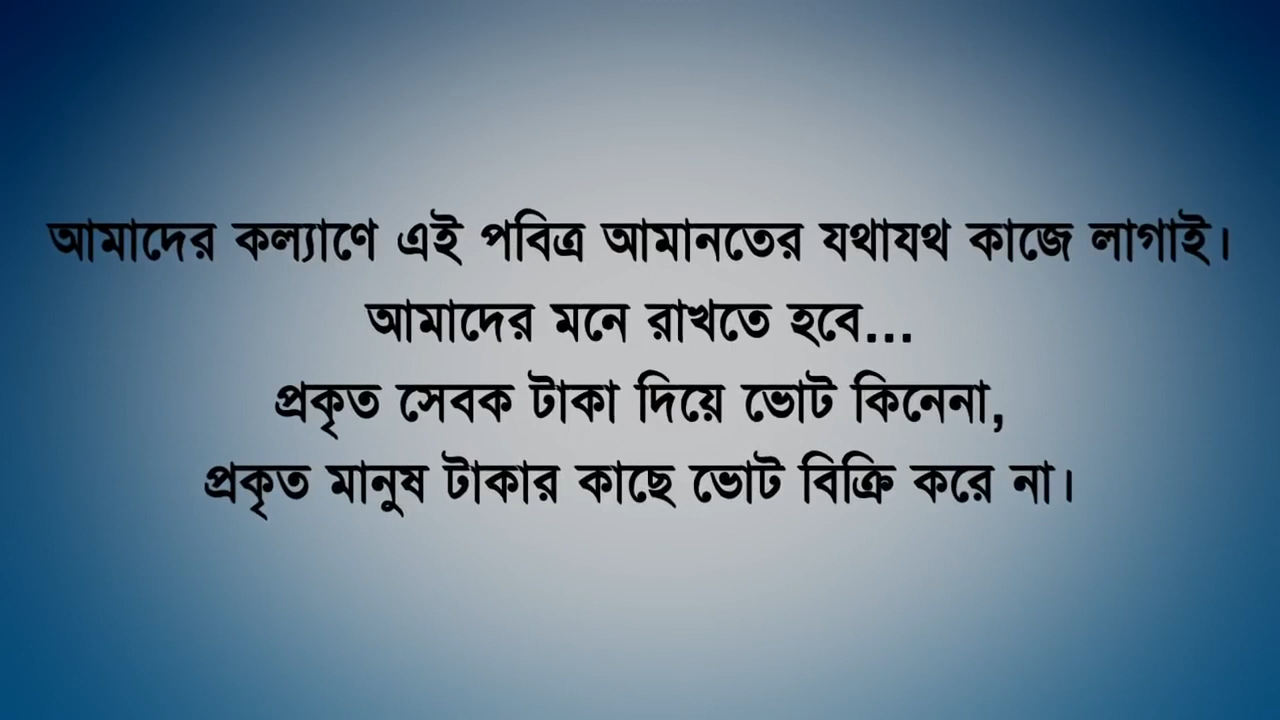 আমাদের কল্যাণে এই পবিত্র আমানতের যথাযথ কাজে লাগাই।
আমাদের মনে রাখতে হবে...
প্রকৃত সেবক টাকা দিয়ে ভোট কিনেনা,
প্রকৃত মানুষ টাকার কাছে ভোট বিক্রি করে না।